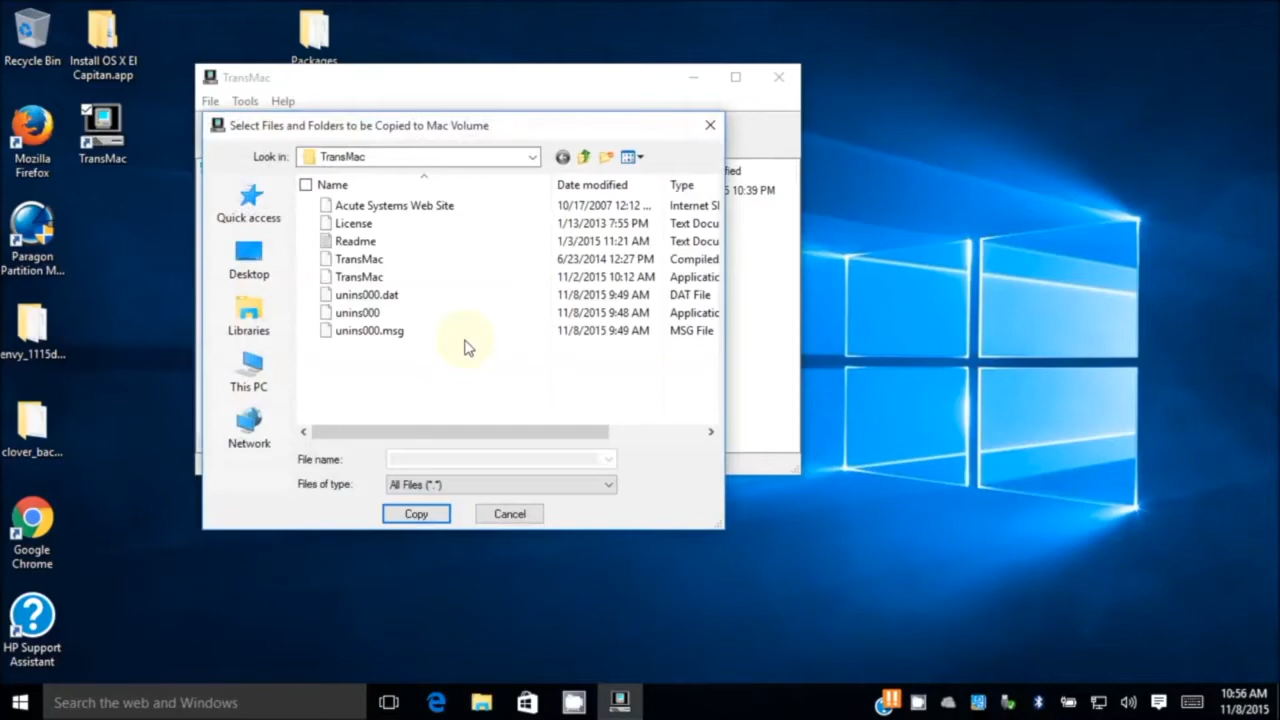 Recycle Bin
Install OS X El
Capitan.app
Packages
Mozilla
Firefox
TransMac
Paragon
Partition M...
envy_1115d...
clover_bac...
Google
Chrome
HP Support
Assistant
TransMac
File Tools Help
5 10:39 PM
Select Files and Folders to be Copied to Mac Volume
Look in: TransMac
Quick access
Desktop
Libraries
This PC
Network
Name Date modified Type
Acute Systems Web Site 10/17/2007 12:12 ... Internet S
License 1/13/2013 7:55 PM Text Docu
Readme 1/3/2015 11:21 AM Text Docu
TransMac 6/23/2014 12:27 PM Compiled
TransMac 11/2/2015 10:12 AM Applicatic
unins000.dat 11/8/2015 9:49 AM DAT File
unins000 11/8/2015 9:48 AM Applicatic
unins000.msg 11/8/2015 9:49 AM MSG File
File name:
Files of type: All Files (*.*)
Copy Cancel
Search the web and Windows
10:56 AM
11/8/2015